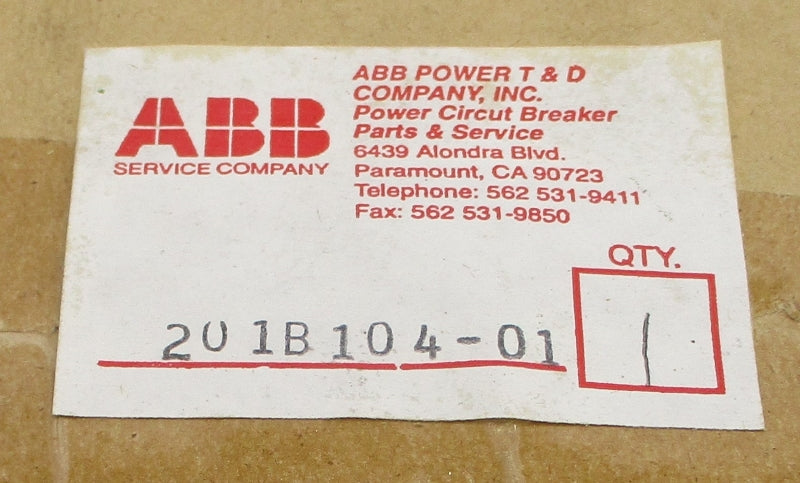 ABB
SERVICE COMPANY
ABB POWER T & D
COMPANY, INC.
Power Circut Breaker
Parts & Service
6439 Alondra Blvd.
Paramount, CA 90723
Telephone: 562 531-9411
Fax: 562 531-9850
QTY.
1
201B104-01